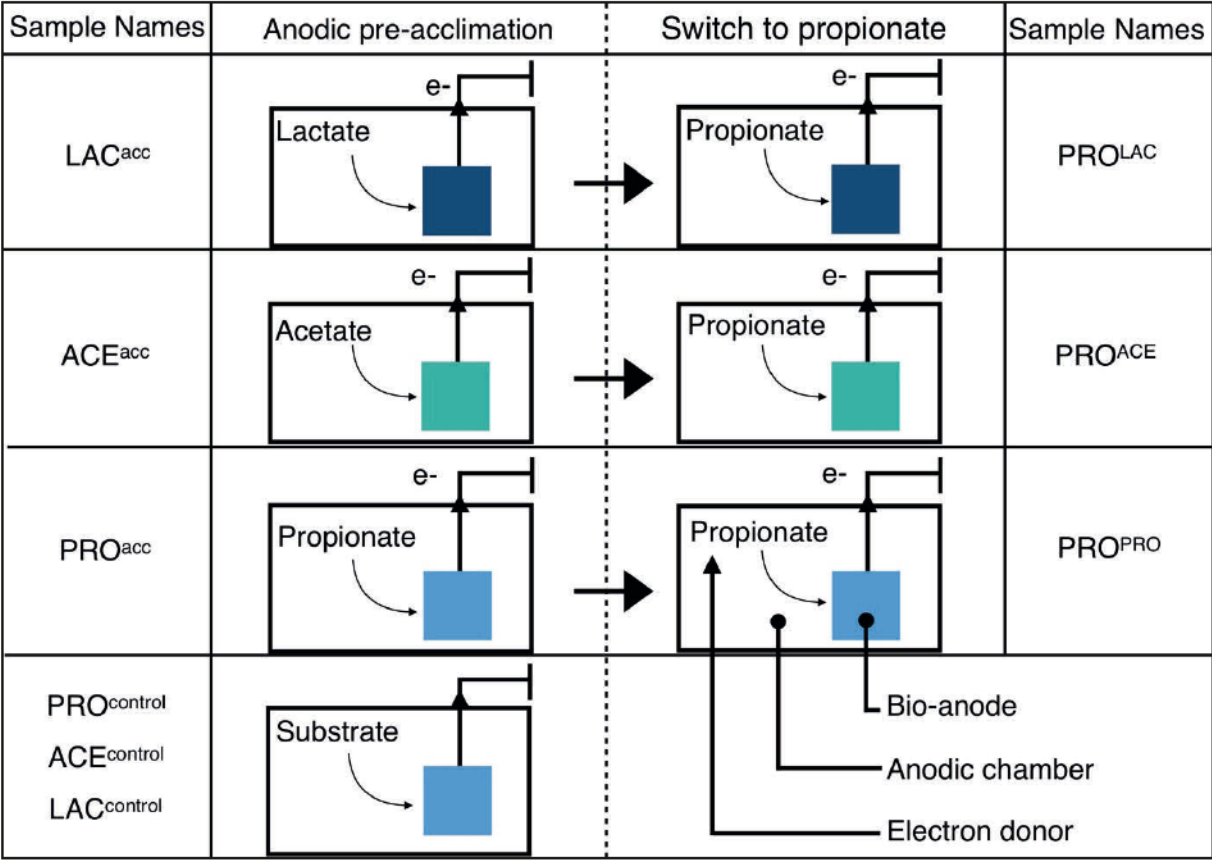 Sample Names
Anodic pre-acclimation
Switch to propionate
Sample Names
LACacc
e-
Lactate
e-
Propionate
PROLAC
ACEacc
e-
Acetate
e-
Propionate
PROACE
PROacc
e-
Propionate
e-
Propionate
PROPRO
PROcontrol
ACEcontrol
LACcontrol
Substrate
Bio-anode
Anodic chamber
Electron donor